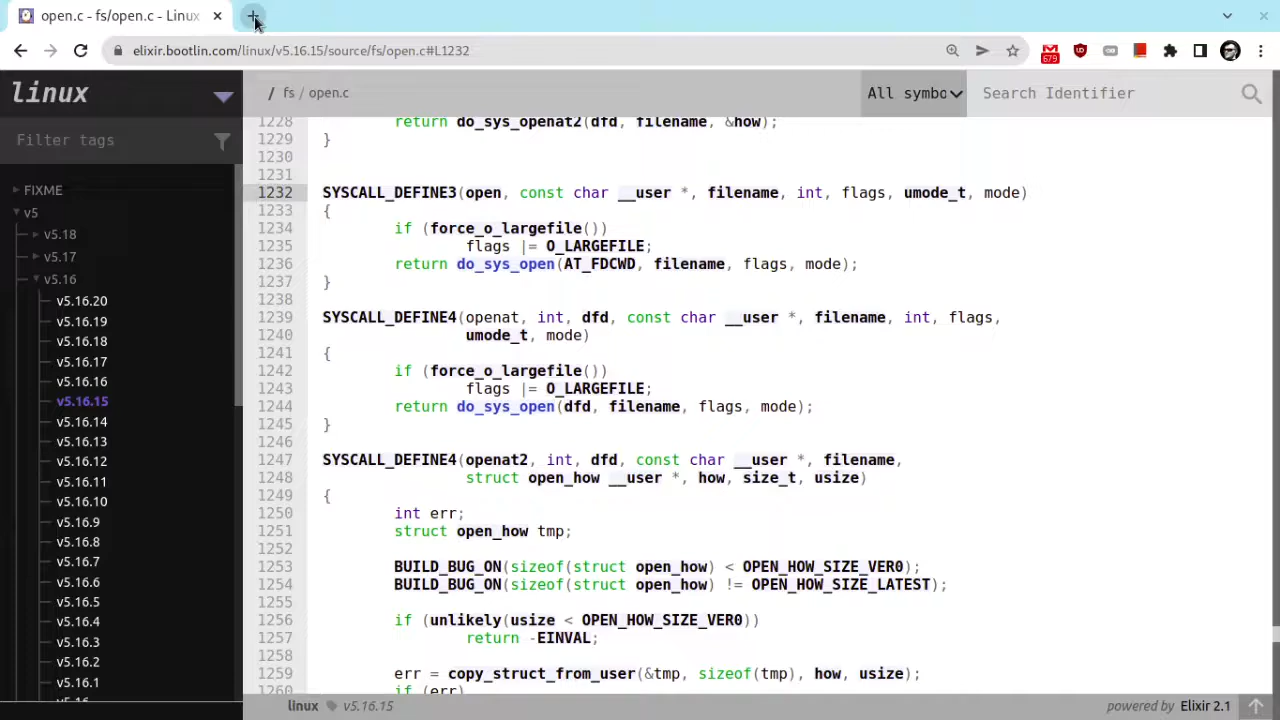 open.c - fs/open.c - Linux
elixir.bootlin.com/linux/v5.16.15/source/fs/open.c#L1232
679
linux
/ fs / open.c
All symbo
Search Identifier
Filter tags
FIXME
v5
v5.18
v5.17
v5.16
v5.16.20
v5.16.19
v5.16.18
v5.16.17
v5.16.16
v5.16.15
v5.16.14
v5.16.13
v5.16.12
v5.16.11
v5.16.10
v5.16.9
v5.16.8
v5.16.7
v5.16.6
v5.16.5
v5.16.4
v5.16.3
v5.16.2
v5.16.1
v5.16
1228 return do_sys_openat2(dfd, filename, &how);
1229 }
1230
1231
1232 SYSCALL_DEFINE3(open, const char __user *, filename, int, flags, umode_t, mode)
1233 {
1234 if (force_o_largefile())
1235 flags |= O_LARGEFILE;
1236 return do_sys_open(AT_FDCWD, filename, flags, mode);
1237 }
1238
1239 SYSCALL_DEFINE4(openat, int, dfd, const char __user *, filename, int, flags,
1240 umode_t, mode)
1241 {
1242 if (force_o_largefile())
1243 flags |= O_LARGEFILE;
1244 return do_sys_open(dfd, filename, flags, mode);
1245 }
1246
1247 SYSCALL_DEFINE4(openat2, int, dfd, const char __user *, filename,
1248 struct open_how __user *, how, size_t, usize)
1249 {
1250 int err;
1251 struct open_how tmp;
1252
1253 BUILD_BUG_ON(sizeof(struct open_how) < OPEN_HOW_SIZE_VER0);
1254 BUILD_BUG_ON(sizeof(struct open_how) != OPEN_HOW_SIZE_LATEST);
1255
1256 if (unlikely(usize < OPEN_HOW_SIZE_VER0))
1257 return -EINVAL;
1258
1259 err = copy_struct_from_user(&tmp, sizeof(tmp), how, usize);
1260 if (err)
linux v5.16.15
powered by Elixir 2.1